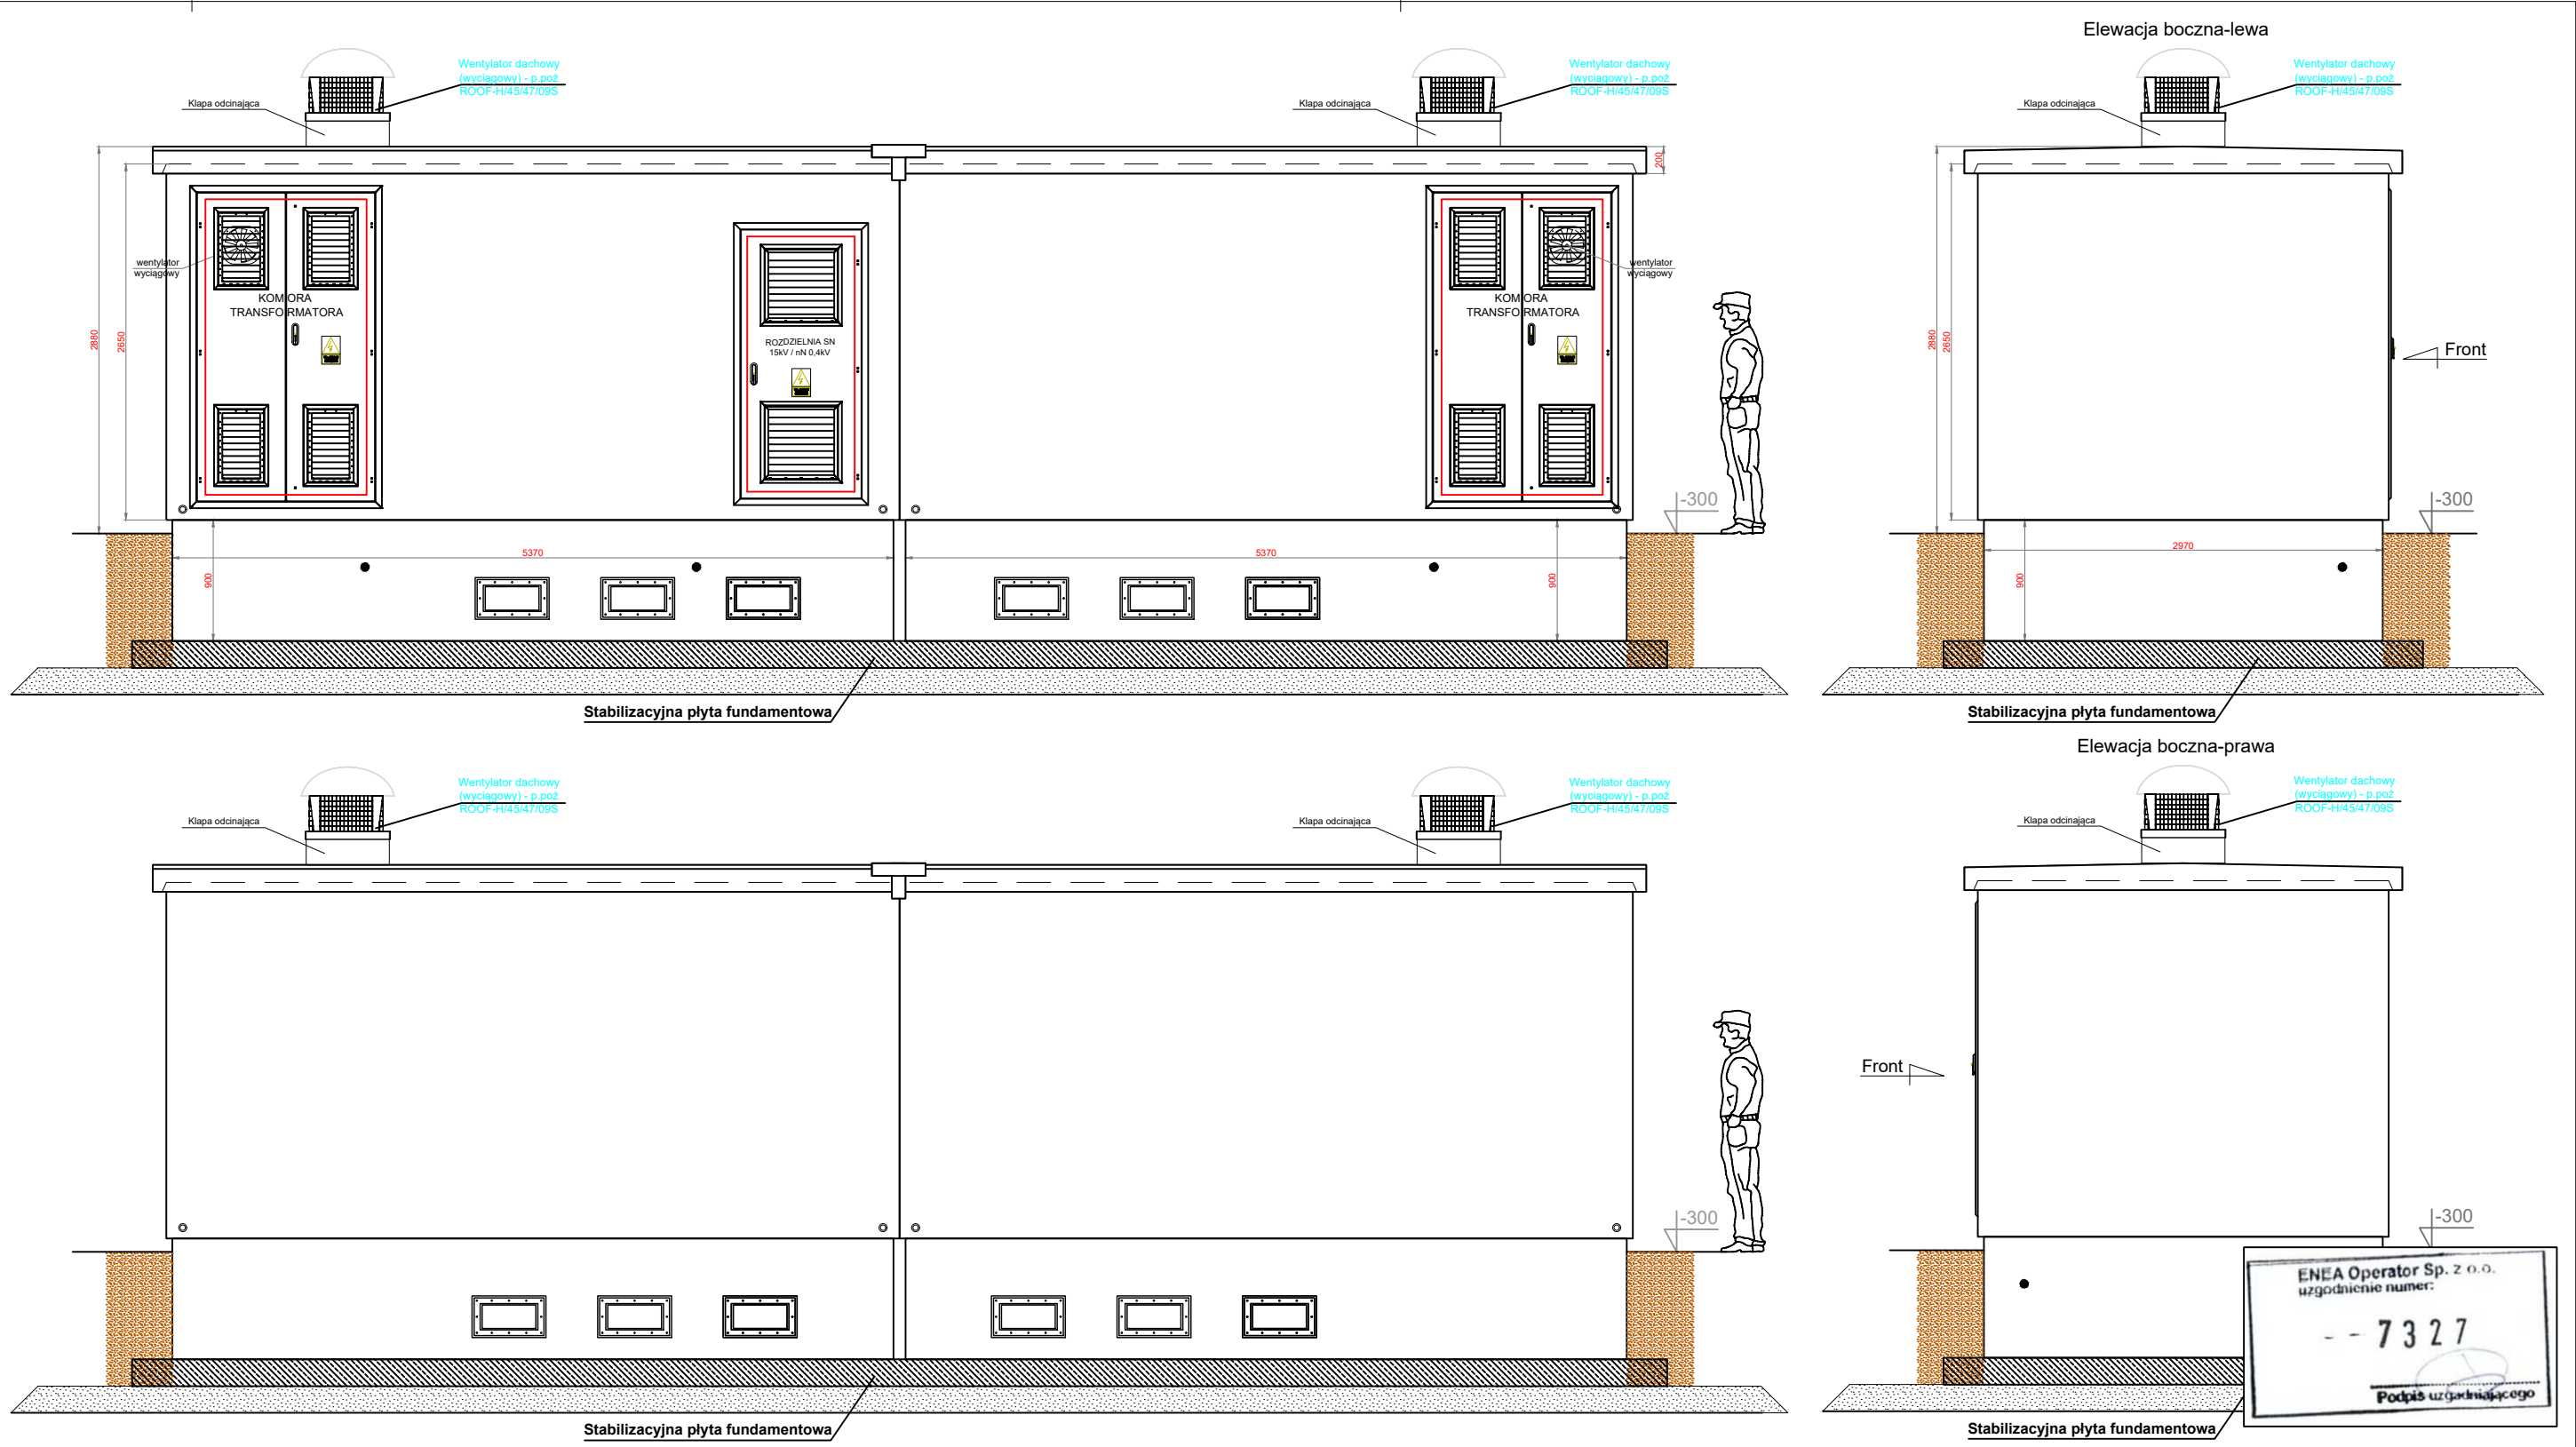 Elewacja boczna-lewa
Wentylator dachowy
(wyciągowy) - p.poż
ROOF-H/45/47/09S
Klapa odcinająca
Wentylator dachowy
(wyciągowy) - p.poż
ROOF-H/45/47/09S
Klapa odcinająca
Wentylator dachowy
(wyciągowy) - p.poż
ROOF-H/45/47/09S
Klapa odcinająca
200
wentylator
wyciągowy
KOMORA
TRANSFORMATORA
ROZDZIELNIA SN
15kV / nN 0,4kV
wentylator
wyciągowy
KOMORA
TRANSFORMATORA
2880
2650
2880
2650
Front
-300
-300
5370
5370
2970
900
900
900
Stabilizacyjna płyta fundamentowa
Stabilizacyjna płyta fundamentowa
Elewacja boczna-prawa
Wentylator dachowy
(wyciągowy) - p.poż
ROOF-H/45/47/09S
Klapa odcinająca
Wentylator dachowy
(wyciągowy) - p.poż
ROOF-H/45/47/09S
Klapa odcinająca
Wentylator dachowy
(wyciągowy) - p.poż
ROOF-H/45/47/09S
Klapa odcinająca
Front
-300
-300
ENEA Operator Sp. z o.o.
uzgodnienie numer:
- - 7 3 2 7
Podpis uzgadniającego
Stabilizacyjna płyta fundamentowa
Stabilizacyjna płyta fundamentowa